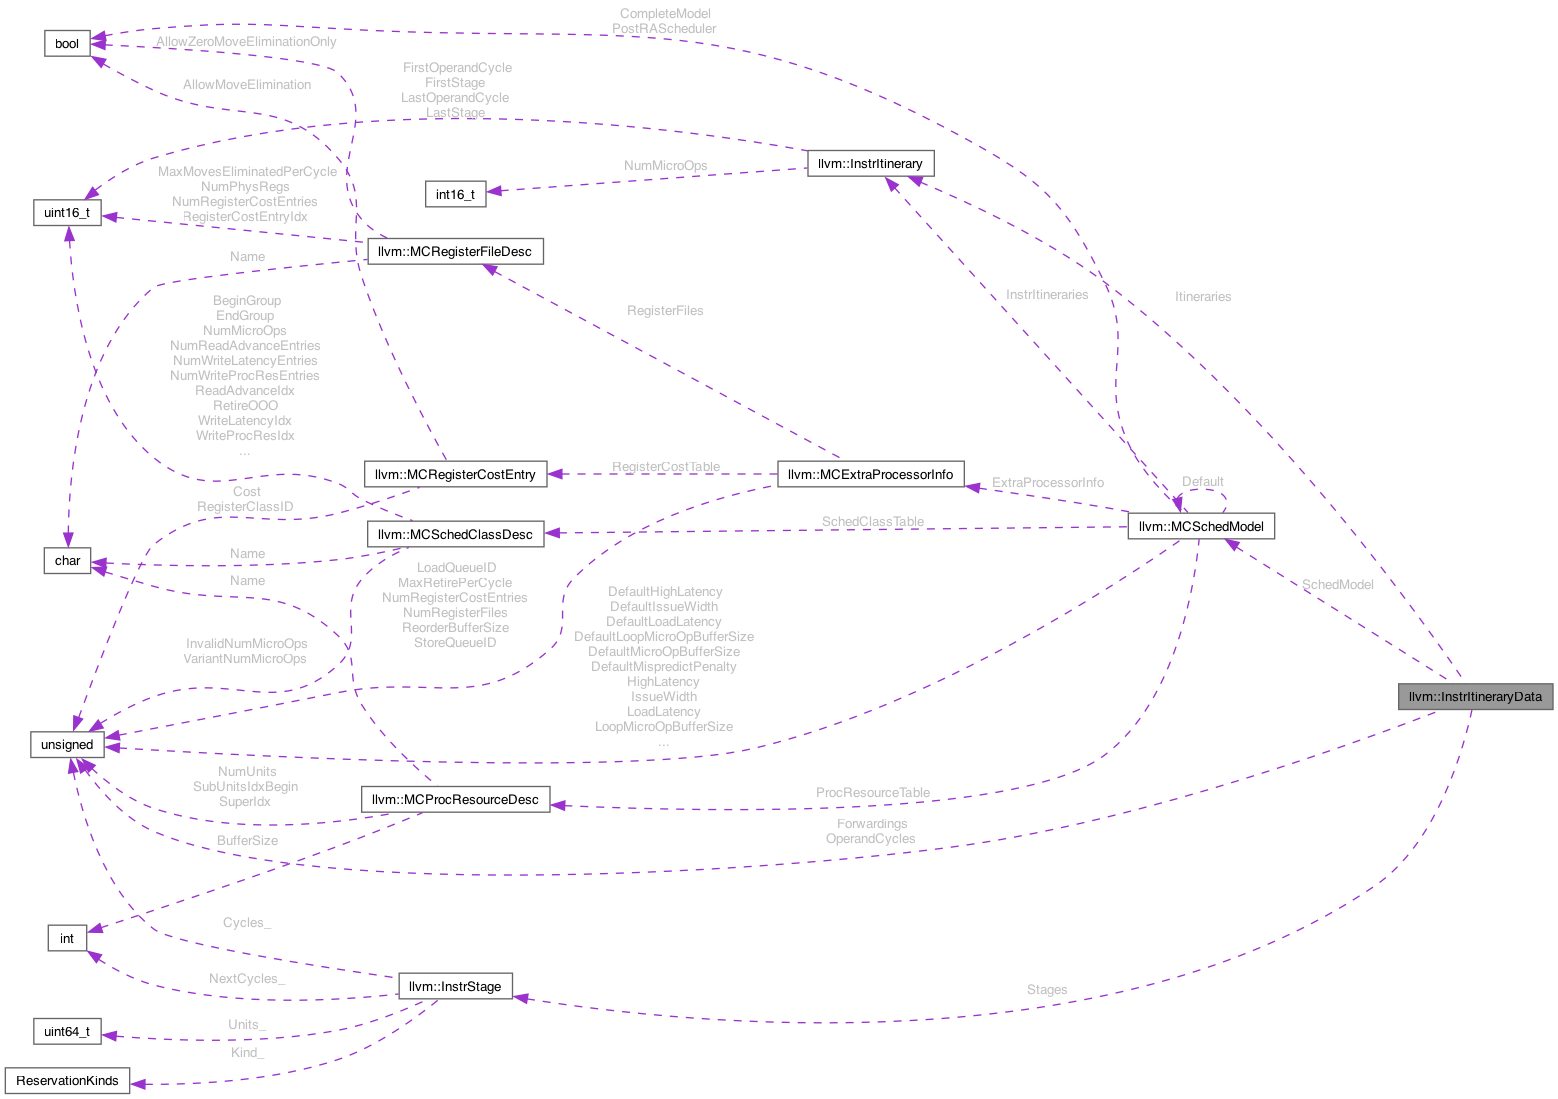 CompleteModel
PostRAScheduler
bool
AllowZeroMoveEliminationOnly
FirstOperandCycle
FirstStage
LastOperandCycle
LastStage
AllowMoveElimination
llvm::InstrItinerary
NumMicroOps
int16_t
MaxMovesEliminatedPerCycle
NumPhysRegs
NumRegisterCostEntries
RegisterCostEntryIdx
uint16_t
llvm::MCRegisterFileDesc
Name
InstrItineraries
Itineraries
RegisterFiles
BeginGroup
EndGroup
NumMicroOps
NumReadAdvanceEntries
NumWriteLatencyEntries
NumWriteProcResEntries
ReadAdvanceIdx
RetireOOO
WriteLatencyIdx
WriteProcResIdx
...
llvm::MCRegisterCostEntry
RegisterCostTable
llvm::MCExtraProcessorInfo
ExtraProcessorInfo
Default
Cost
RegisterClassID
llvm::MCSchedClassDesc
SchedClassTable
llvm::MCSchedModel
char
Name
Name
LoadQueueID
MaxRetirePerCycle
NumRegisterCostEntries
NumRegisterFiles
ReorderBufferSize
StoreQueueID
SchedModel
DefaultHighLatency
DefaultIssueWidth
DefaultLoadLatency
DefaultLoopMicroOpBufferSize
DefaultMicroOpBufferSize
DefaultMispredictPenalty
HighLatency
IssueWidth
LoadLatency
LoopMicroOpBufferSize
...
InvalidNumMicroOps
VariantNumMicroOps
llvm::InstrItineraryData
unsigned
NumUnits
SubUnitsIdxBegin
SuperIdx
llvm::MCProcResourceDesc
ProcResourceTable
Forwardings
OperandCycles
BufferSize
int
Cycles_
NextCycles_
llvm::InstrStage
Stages
uint64_t
Units_
Kind_
ReservationKinds